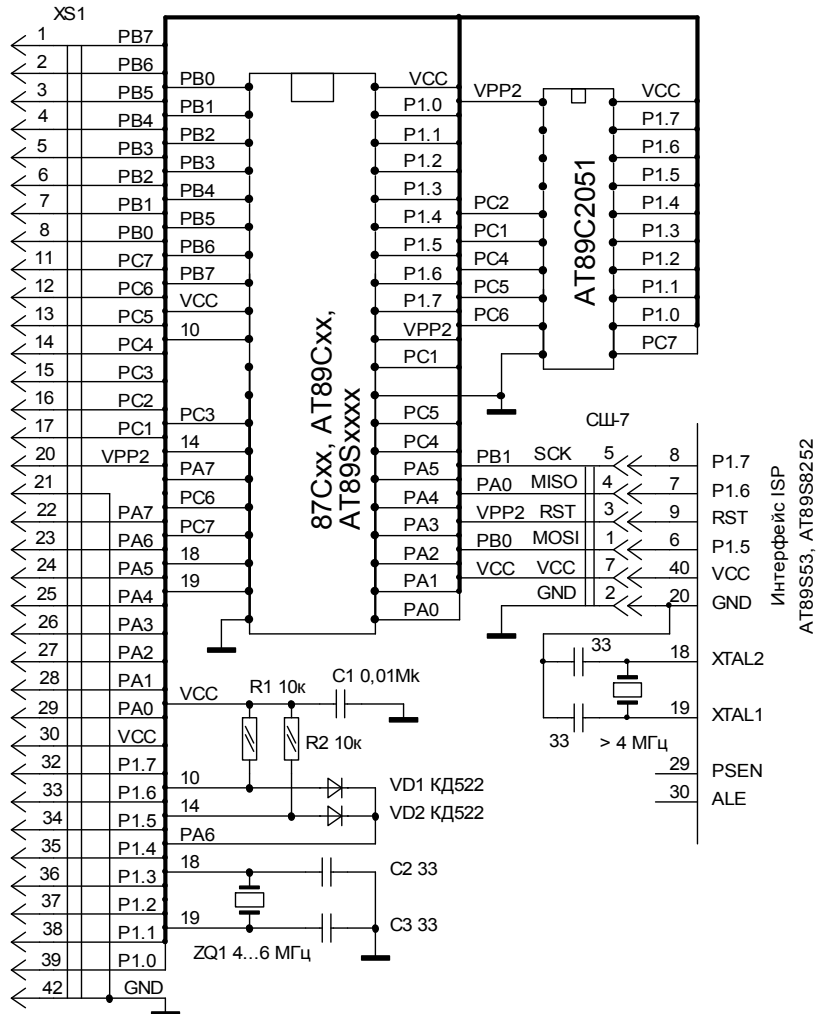 XS1
1 PB7
2 PB6
3 PB5
4 PB4
5 PB3
6 PB2
7 PB1
8 PB0
11 PC7
12 PC6
13 PC5
14 PC4
15 PC3
16 PC2
17 PC1
20 VPP2
21
22 PA7
23 PA6
24 PA5
25 PA4
26 PA3
27 PA2
28 PA1
29 PA0
30 VCC
32 P1.7
33 P1.6
34 P1.5
35 P1.4
36 P1.3
37 P1.2
38 P1.1
39 P1.0
42 GND
PB0
PB1
PB2
PB3
PB4
PB5
PB6
PB7
VCC
10
PC3
14
PA7
PC6
PC7
18
19
87Cxx, AT89Cxx,
AT89Sxxxx
VCC
P1.0
P1.1
P1.2
P1.3
P1.4
P1.5
P1.6
P1.7
VPP2
PC1
PC5
PC4
PA5
PA4
PA3
PA2
PA1
PA0
VPP2
PC2
PC1
PC4
PC5
PC6
AT89C2051
VCC
P1.7
P1.6
P1.5
P1.4
P1.3
P1.2
P1.1
P1.0
PC7
СШ-7
PB1 SCK 5 8 P1.7
PA0 MISO 4 7 P1.6
VPP2 RST 3 9 RST
PB0 MOSI 1 6 P1.5
VCC VCC 7 40 VCC
GND 2 20 GND
33 18 XTAL2
19 XTAL1
33 > 4 МГц
29 PSEN
30 ALE
Интерфейс ISP
AT89S53, AT89S8252
VCC
R1 10к
C1 0,01Mk
R2 10к
10
VD1 КД522
14
VD2 КД522
PA6
18
C2 33
19
C3 33
ZQ1 4...6 МГц